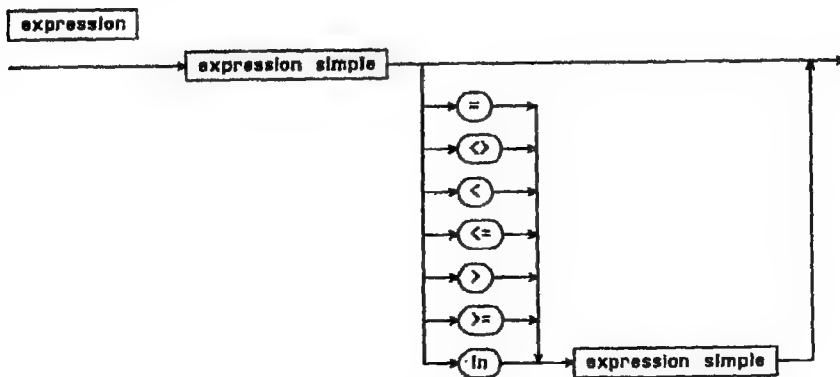 expression
expression simple
=
<>
<
<=
>
>=
in
expression simple